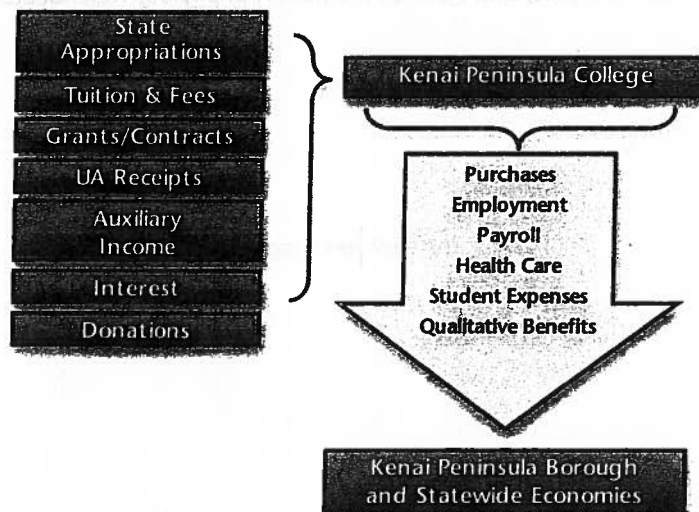 State
Appropriations
Tuition & Fees
Grants/Contracts
UA Receipts
Auxiliary
Income
Interest
Donations
Kenai Peninsula College
Purchases
Employment
Payroll
Health Care
Student Expenses
Qualitative Benefits
Kenai Peninsula Borough
and Statewide Economies